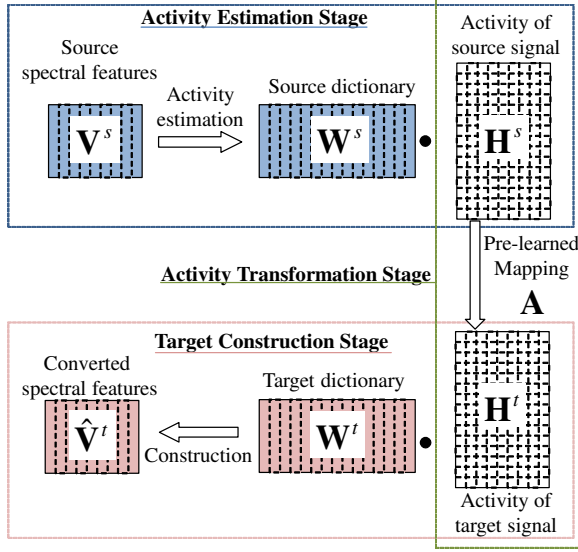 Activity Estimation Stage
Source
spectral features
Activity
estimation
Source dictionary
Activity of
source signal
V^s
W^s
•
H^s
Pre-learned
Mapping
A
Activity Transformation Stage
Target Construction Stage
Converted
spectral features
Target dictionary
V̂^t
Construction
W^t
•
H^t
Activity of
target signal